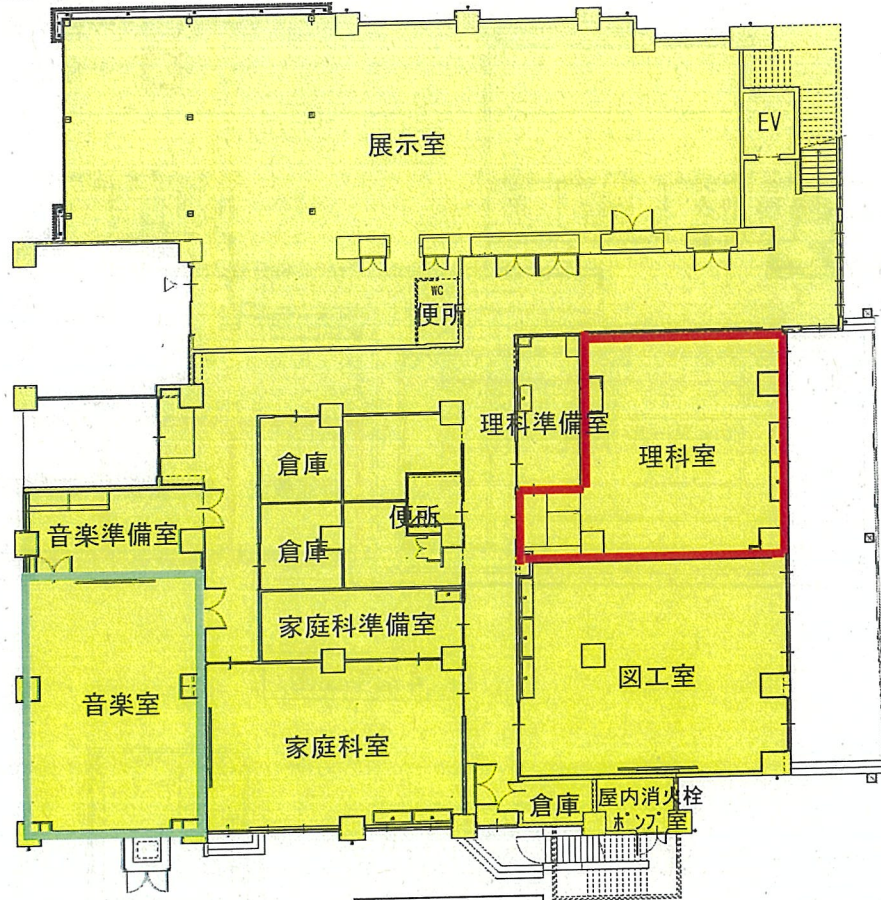 展示室
EV
WC
便所
理科準備室
理科室
倉庫
便所
倉庫
音楽準備室
家庭科準備室
音楽室
家庭科室
図工室
倉庫
屋内消火栓
ポンプ室